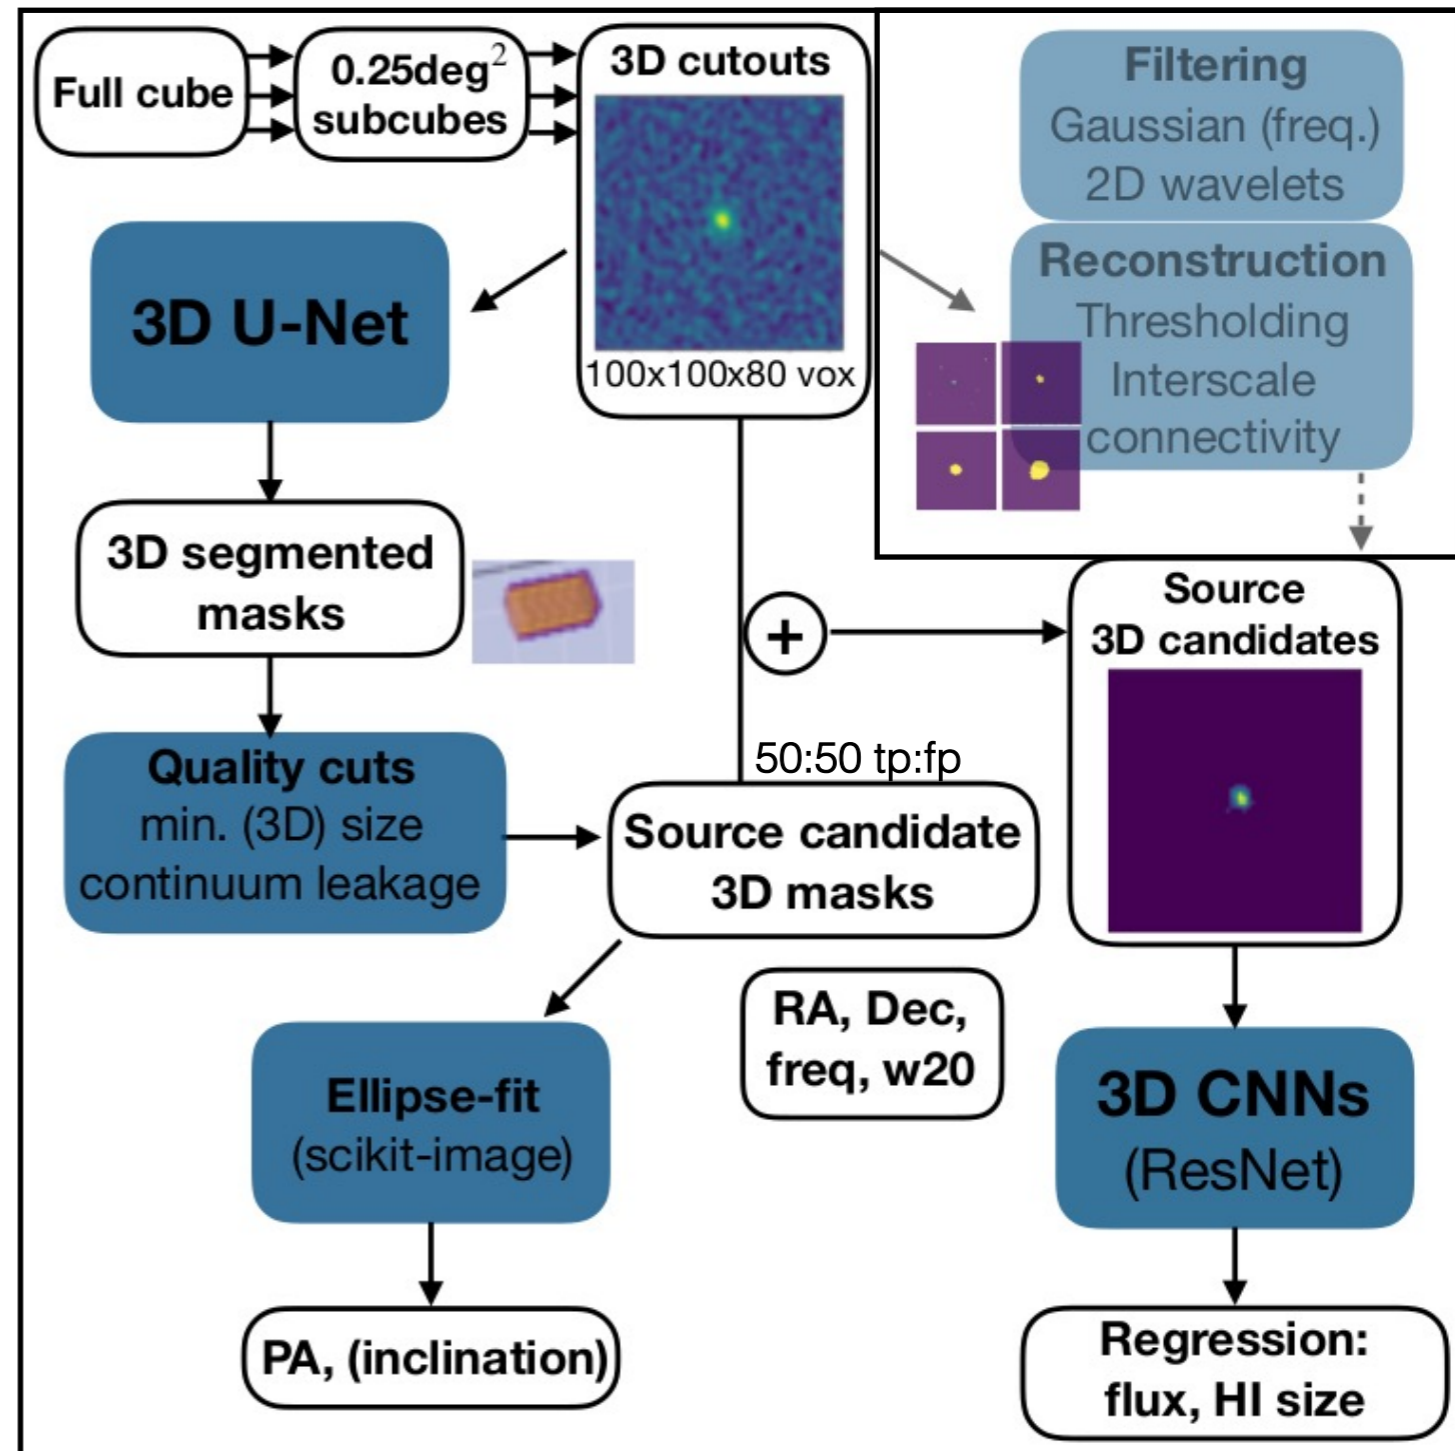 Full cube
0.25deg²
subcubes
3D cutouts
100x100x80 vox
Filtering
Gaussian (freq.)
2D wavelets
Reconstruction
Thresholding
Interscale
connectivity
3D U-Net
3D segmented
masks
+
Source
3D candidates
Quality cuts
min. (3D) size
continuum leakage
50:50 tp:fp
Source candidate
3D masks
RA, Dec,
freq, w20
Ellipse-fit
(scikit-image)
3D CNNs
(ResNet)
PA, (inclination)
Regression:
flux, HI size